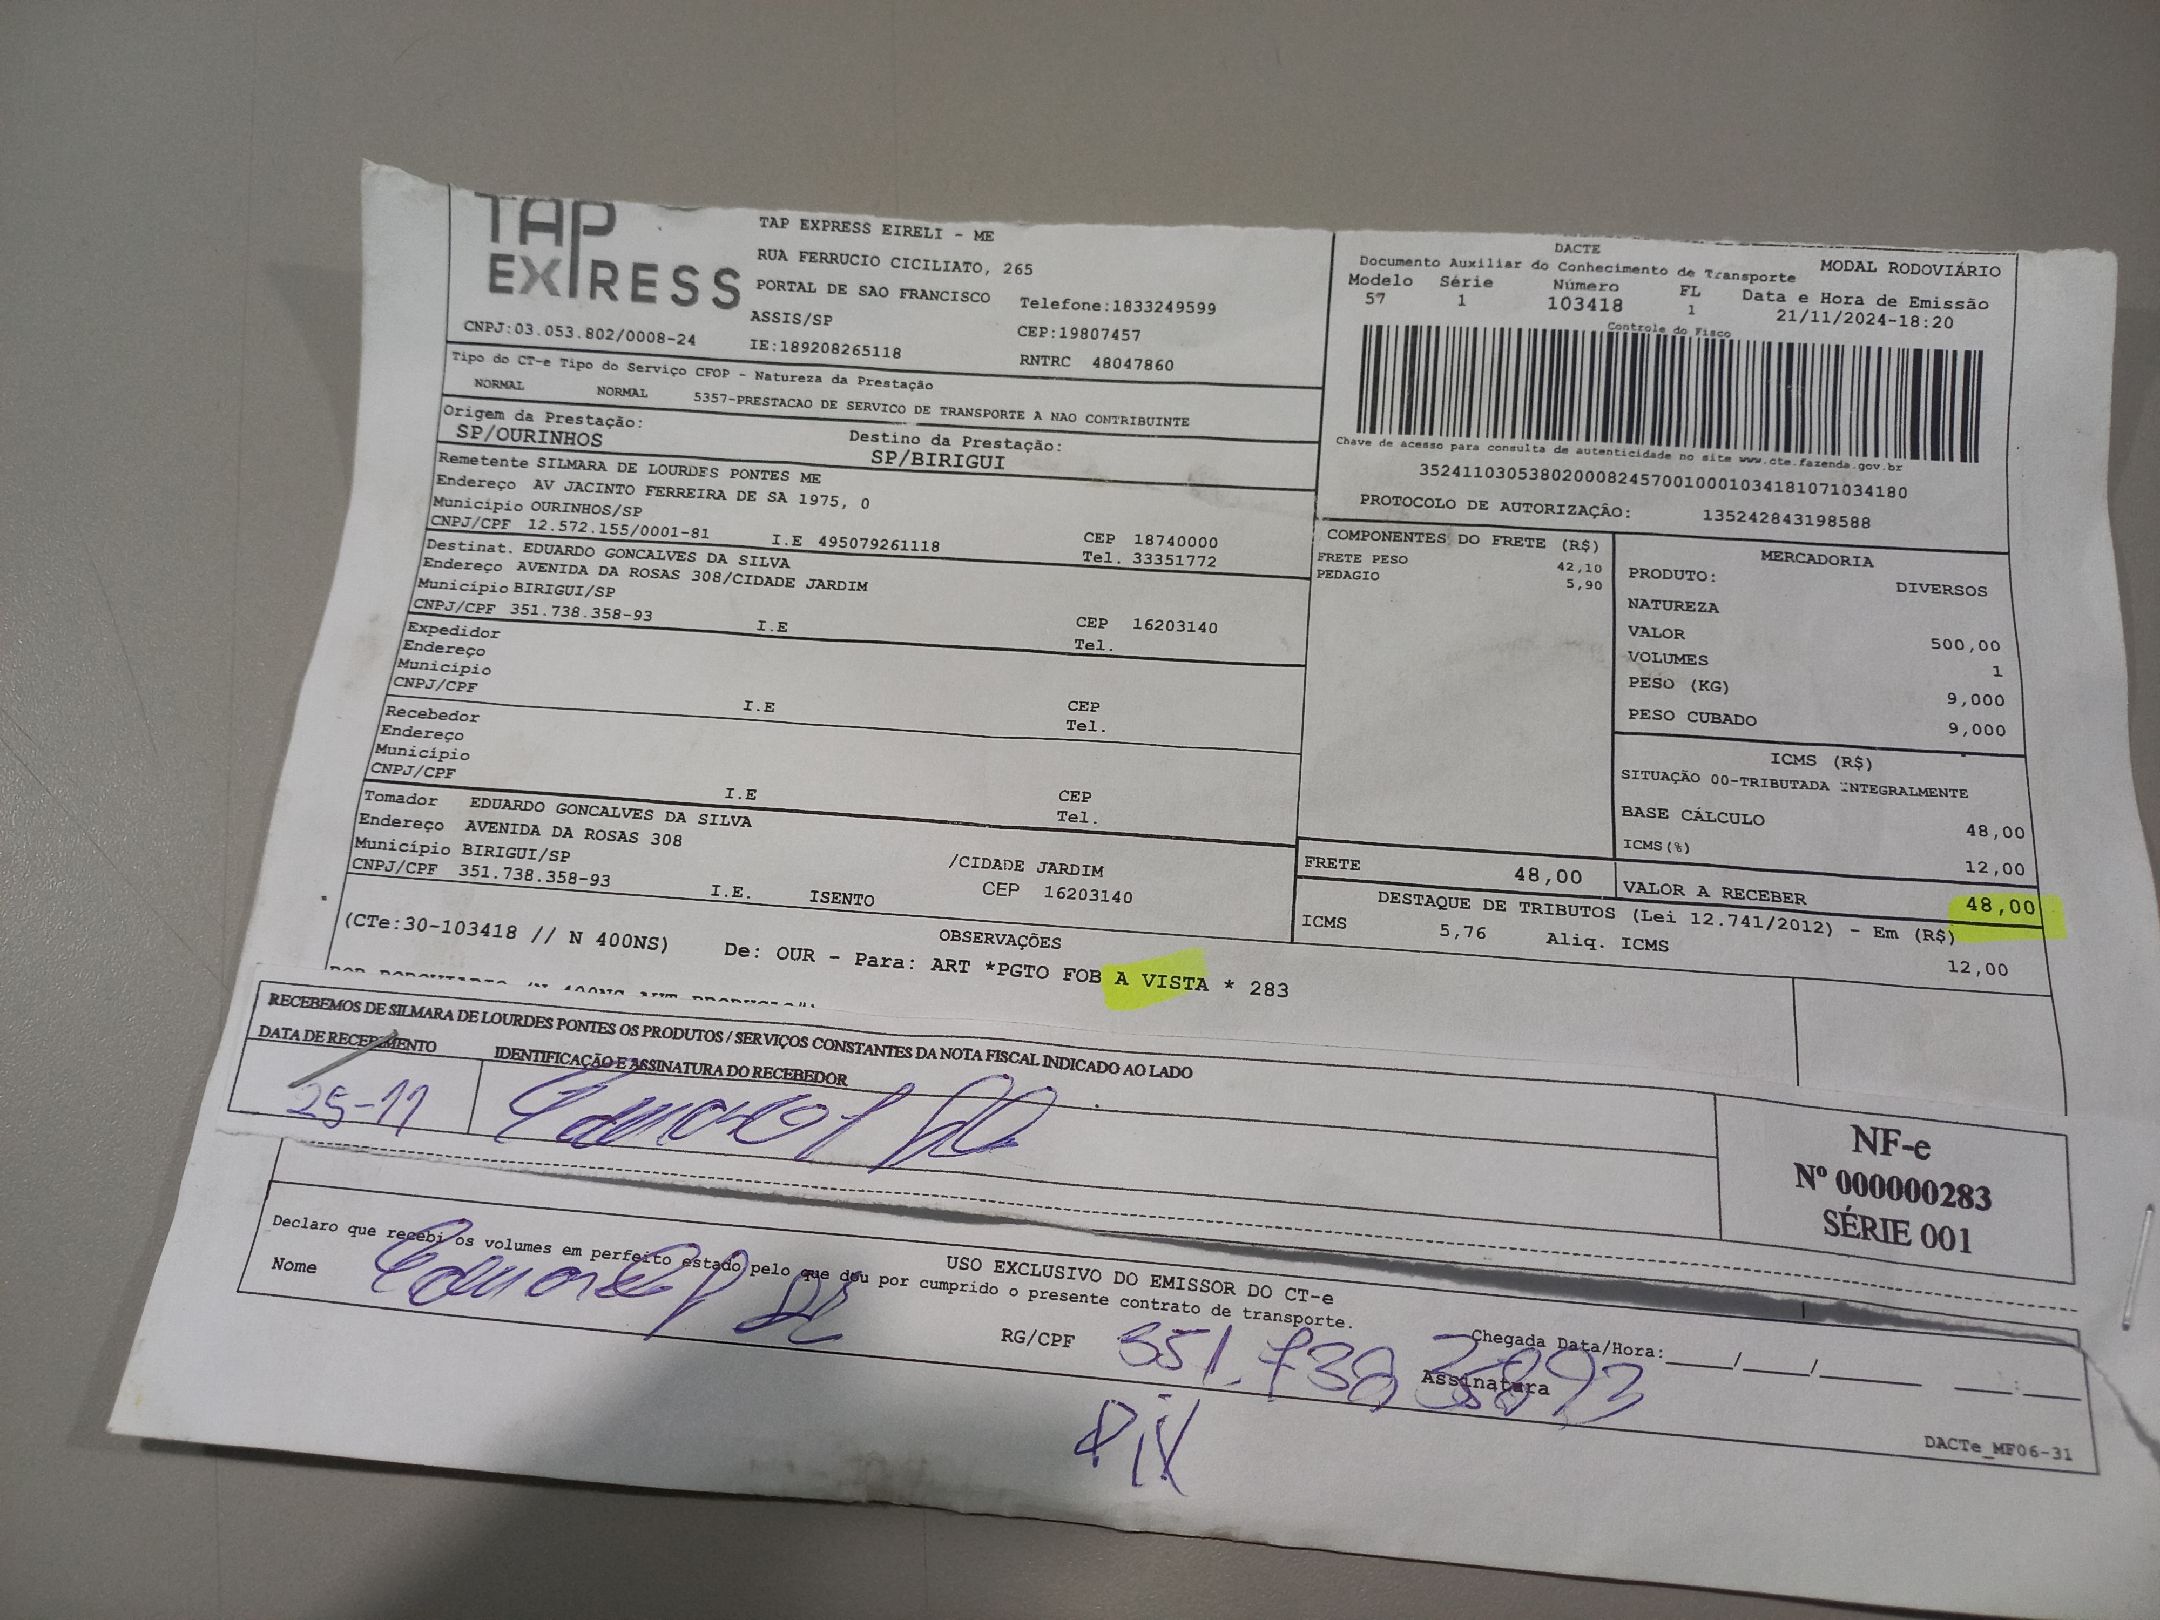 TAP
EXPRESS
CNPJ:03.053.802/0008-24
TAP EXPRESS EIRELI - ME
RUA FERRUCIO CICILIATO, 265
PORTAL DE SAO FRANCISCO
Telefone:1833249599
ASSIS/SP
CEP:19807457
IE:189208265118
RNTRC 48047860
DACTE
MODAL RODOVIÁRIO
Documento Auxiliar do Conhecimento de Transporte
Modelo Série Número FL Data e Hora de Emissão
57 1 103418 1 21/11/2024-18:20
Controle do Fisco
Chave de acesso para consulta de autenticidade no site www.cte.fazenda.gov.br
35241103053802000824570010001034181071034180
PROTOCOLO DE AUTORIZAÇÃO: 135242843198588
Tipo do CT-e Tipo do Serviço CFOP - Natureza da Prestação
NORMAL NORMAL 5357-PRESTACAO DE SERVICO DE TRANSPORTE A NAO CONTRIBUINTE
Origem da Prestação: Destino da Prestação:
SP/OURINHOS SP/BIRIGUI
Remetente SILMARA DE LOURDES PONTES ME
Endereço AV JACINTO FERREIRA DE SA 1975, 0
Município OURINHOS/SP CEP 18740000
CNPJ/CPF 12.572.155/0001-81 I.E 495079261118 Tel. 33351772
Destinat. EDUARDO GONCALVES DA SILVA
Endereço AVENIDA DA ROSAS 308/CIDADE JARDIM
Município BIRIGUI/SP CEP 16203140
CNPJ/CPF 351.738.358-93 I.E Tel.
Expedidor
Endereço
Município CEP
CNPJ/CPF I.E Tel.
Recebedor
Endereço
Município CEP
CNPJ/CPF I.E Tel.
Tomador EDUARDO GONCALVES DA SILVA
Endereço AVENIDA DA ROSAS 308 /CIDADE JARDIM
Município BIRIGUI/SP CEP 16203140
CNPJ/CPF 351.738.358-93 I.E. ISENTO
COMPONENTES DO FRETE (R$)
FRETE PESO 42,10
PEDAGIO 5,90
MERCADORIA
PRODUTO: DIVERSOS
NATUREZA
VALOR 500,00
VOLUMES 1
PESO (KG) 9,000
PESO CUBADO 9,000
ICMS (R$)
SITUAÇÃO 00-TRIBUTADA INTEGRALMENTE
BASE CÁLCULO 48,00
ICMS(%) 12,00
FRETE 48,00 VALOR A RECEBER 48,00
DESTAQUE DE TRIBUTOS (Lei 12.741/2012) - Em (R$)
ICMS 5,76 Aliq. ICMS 12,00
OBSERVAÇÕES
(CTe:30-103418 // N 400NS) De: OUR - Para: ART *PGTO FOB A VISTA * 283
RECEBEMOS DE SILMARA DE LOURDES PONTES OS PRODUTOS / SERVIÇOS CONSTANTES DA NOTA FISCAL INDICADO AO LADO
DATA DE RECEBIMENTO IDENTIFICAÇÃO E ASSINATURA DO RECEBEDOR
25-11
NF-e
Nº 000000283
SÉRIE 001
USO EXCLUSIVO DO EMISSOR DO CT-e
Declaro que recebi os volumes em perfeito estado pelo que dou por cumprido o presente contrato de transporte.
Nome RG/CPF 351.738 35893 Chegada Data/Hora:
Assinatura
Pix
DACTe_MF06-31